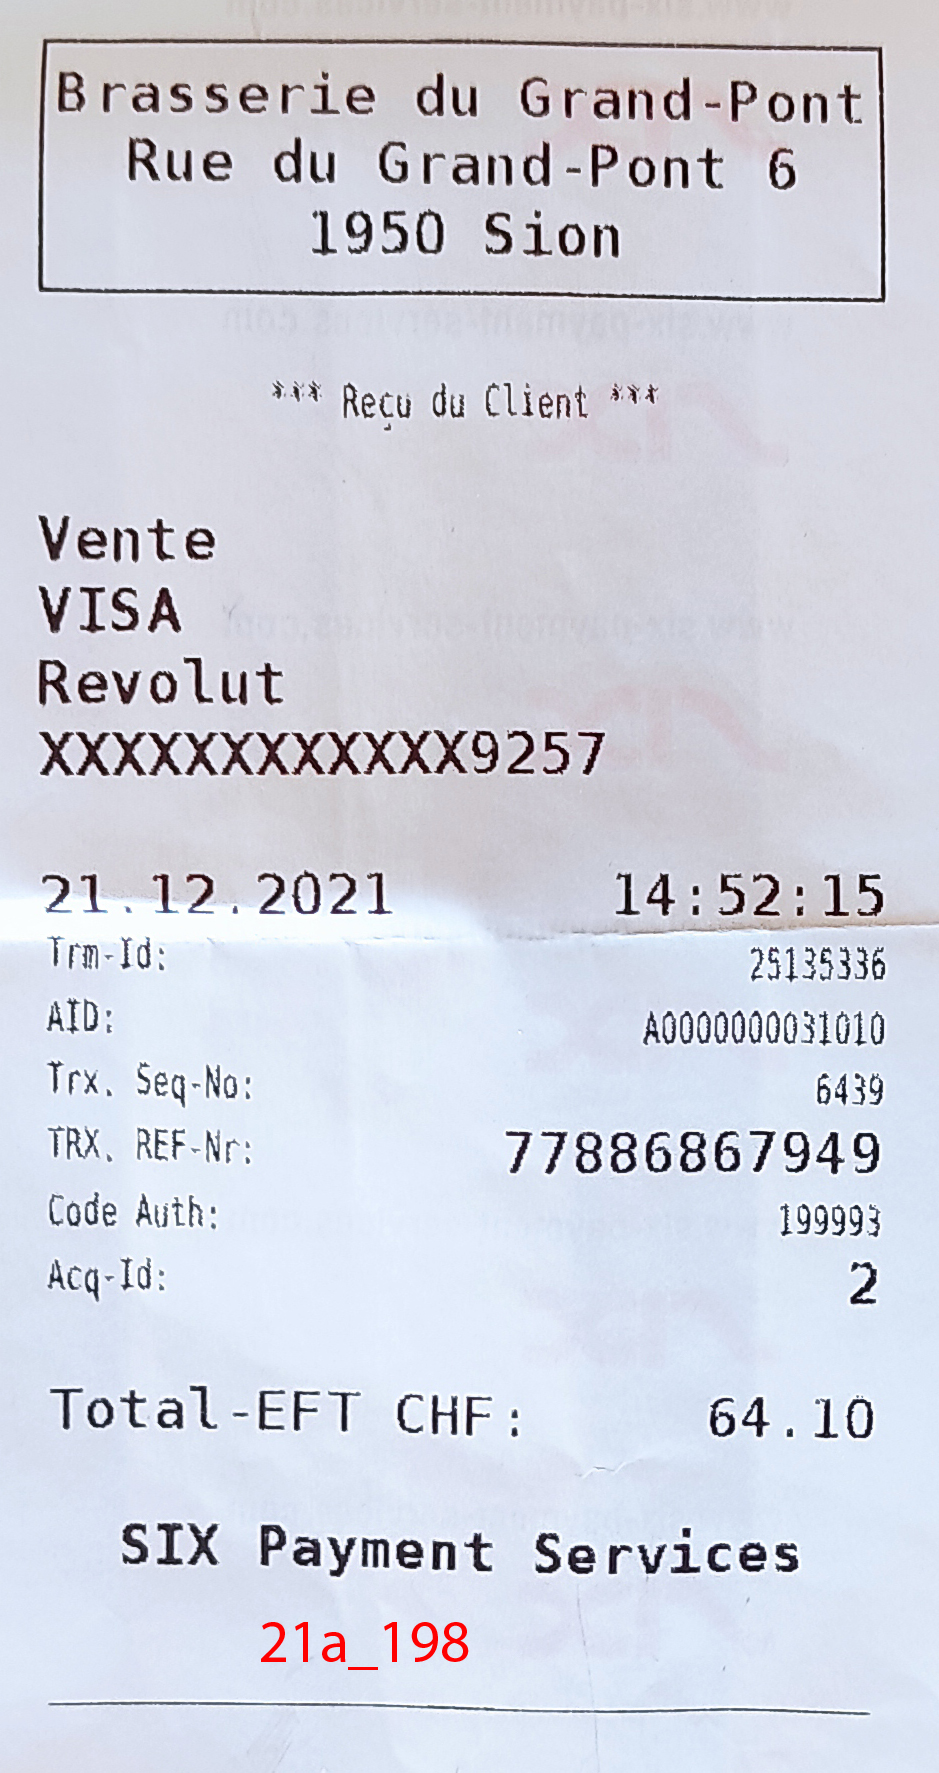 Brasserie du Grand-Pont
Rue du Grand-Pont 6
1950 Sion
*** Reçu du Client ***
Vente
VISA
Revolut
XXXXXXXXXXXX9257
21.12.2021 14:52:15
Trm-Id: 25135336
AID: A0000000031010
Trx. Seq-No: 6439
TRX. REF-Nr: 77886867949
Code Auth: 199993
Acq-Id: 2
Total-EFT CHF: 64.10
SIX Payment Services
21a_198